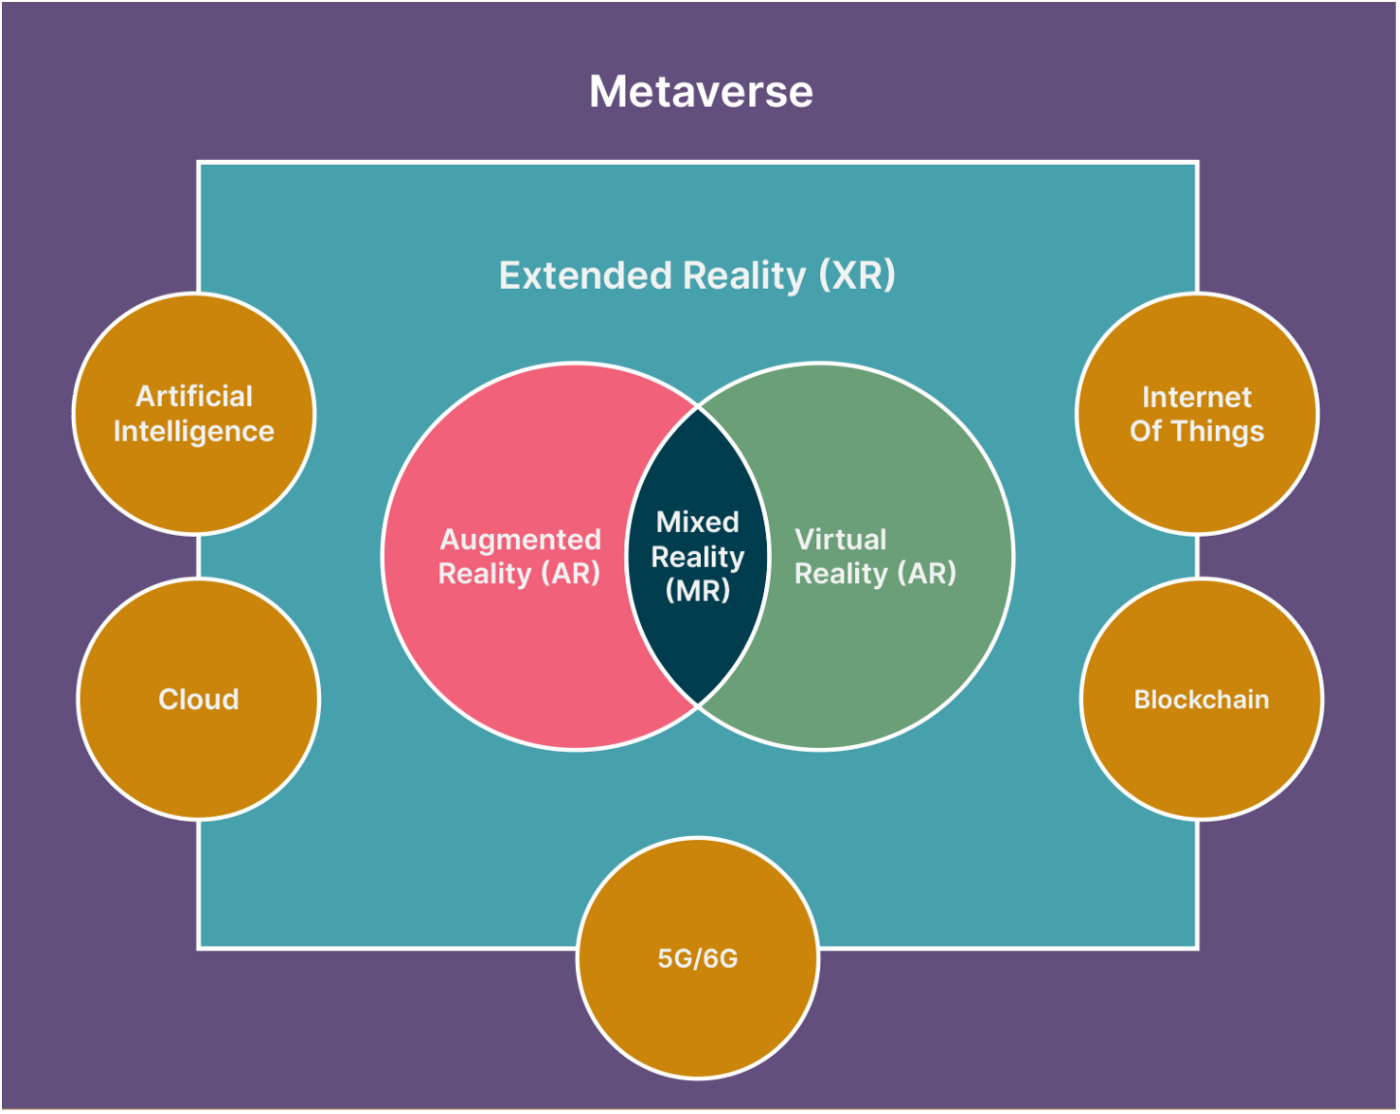 Metaverse
Extended Reality (XR)
Artificial
Intelligence
Internet
Of Things
Augmented
Reality (AR)
Mixed
Reality
(MR)
Virtual
Reality (AR)
Cloud
Blockchain
5G/6G